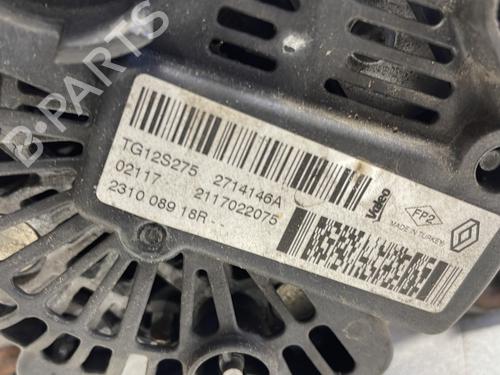 B-PARTS
TG12S275 2714146A
02117 2117022075
2310 089 18R
Valeo
FP2
MADE IN TURKEY